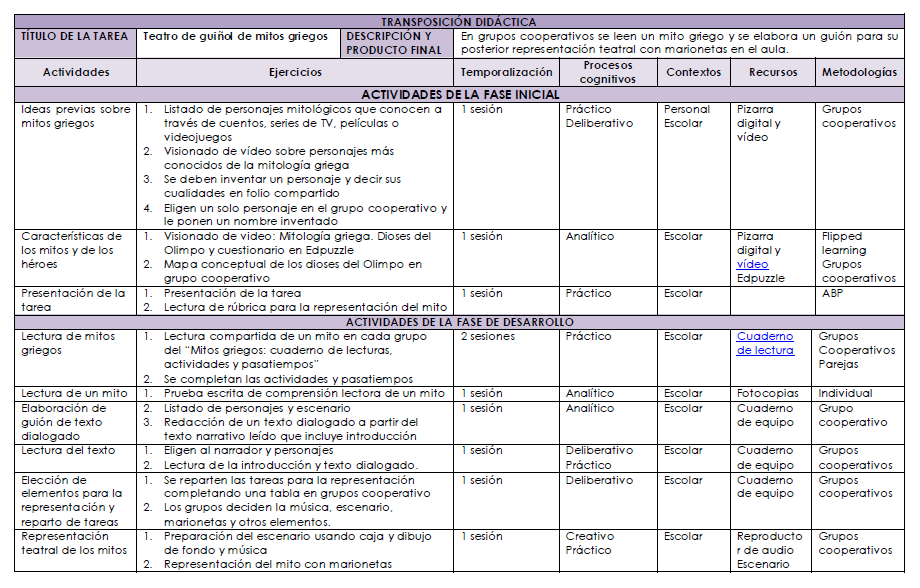 TRANSPOSICIÓN DIDÁCTICA
TÍTULO DE LA TAREA
Teatro de guiñol de mitos griegos
DESCRIPCIÓN Y
PRODUCTO FINAL
En grupos cooperativos se leen un mito griego y se elabora un guión para su
posterior representación teatral con marionetas en el aula.
Actividades
Ejercicios
Temporalización
Procesos
cognitivos
Contextos
Recursos
Metodologías
ACTIVIDADES DE LA FASE INICIAL
Ideas previas sobre
mitos griegos
1. Listado de personajes mitológicos que conocen a
través de cuentos, series de TV, películas o
videojuegos
2. Visionado de vídeo sobre personajes más
conocidos de la mitología griega
3. Se deben inventar un personaje y decir sus
cualidades en folio compartido
4. Eligen un solo personaje en el grupo cooperativo y
le ponen un nombre inventado
1 sesión
Práctico
Deliberativo
Personal
Escolar
Pizarra
digital y
vídeo
Grupos
cooperativos
Características de
los mitos y de los
héroes
1. Visionado de video: Mitología griega. Dioses del
Olimpo y cuestionario en Edpuzzle
2. Mapa conceptual de los dioses del Olimpo en
grupo cooperativo
1 sesión
Analítico
Escolar
Pizarra
digital y
vídeo
Edpuzzle
Flipped
learning
Grupos
cooperativos
Presentación de la
tarea
1. Presentación de la tarea
2. Lectura de rúbrica para la representación del mito
1 sesión
Práctico
Escolar
ABP
ACTIVIDADES DE LA FASE DE DESARROLLO
Lectura de mitos
griegos
1. Lectura compartida de un mito en cada grupo
del "Mitos griegos: cuaderno de lecturas,
actividades y pasatiempos"
2. Se completan las actividades y pasatiempos
2 sesiones
Práctico
Escolar
Cuaderno
de lectura
Grupos
Cooperativos
Parejas
Lectura de un mito
1. Prueba escrita de comprensión lectora de un mito
1 sesión
Analítico
Escolar
Fotocopias
Individual
Elaboración de
guión de texto
dialogado
2. Listado de personajes y escenario
3. Redacción de un texto dialogado a partir del
texto narrativo leído que incluye introducción
1 sesión
Analítico
Escolar
Cuaderno
de equipo
Grupo
cooperativo
Lectura del texto
1. Eligen al narrador y personajes
2. Lectura de la introducción y texto dialogado.
1 sesión
Deliberativo
Práctico
Escolar
Cuaderno
de equipo
Grupos
cooperativos
Elección de
elementos para la
representación y
reparto de tareas
1. Se reparten las tareas para la representación
completando una tabla en grupos cooperativo
2. Los grupos deciden la música, escenario,
marionetas y otros elementos.
1 sesión
Deliberativo
Escolar
Cuaderno
de equipo
Grupos
cooperativos
Representación
teatral de los mitos
1. Preparación del escenario usando caja y dibujo
de fondo y música
2. Representación del mito con marionetas
1 sesión
Creativo
Práctico
Escolar
Reproducto
r de audio
Escenario
Grupos
cooperativos